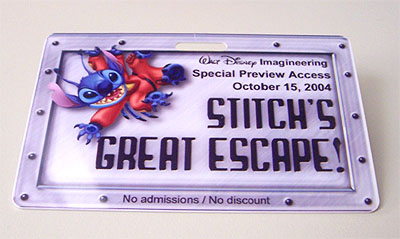 Walt Disney Imagineering
Special Preview Access
October 15, 2004
STITCH'S
GREAT ESCAPE!
No admissions / No discount